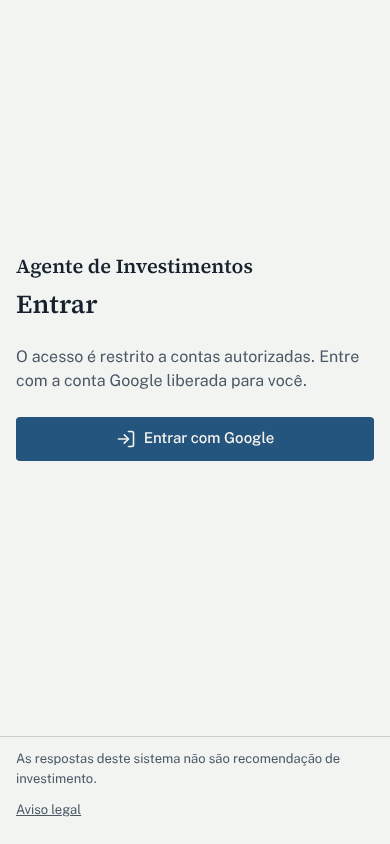 Agente de Investimentos
Entrar
O acesso é restrito a contas autorizadas. Entre
com a conta Google liberada para você.
Entrar com Google
As respostas deste sistema não são recomendação de
investimento.
Aviso legal